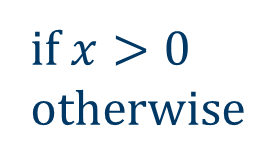 if x > 0
otherwise